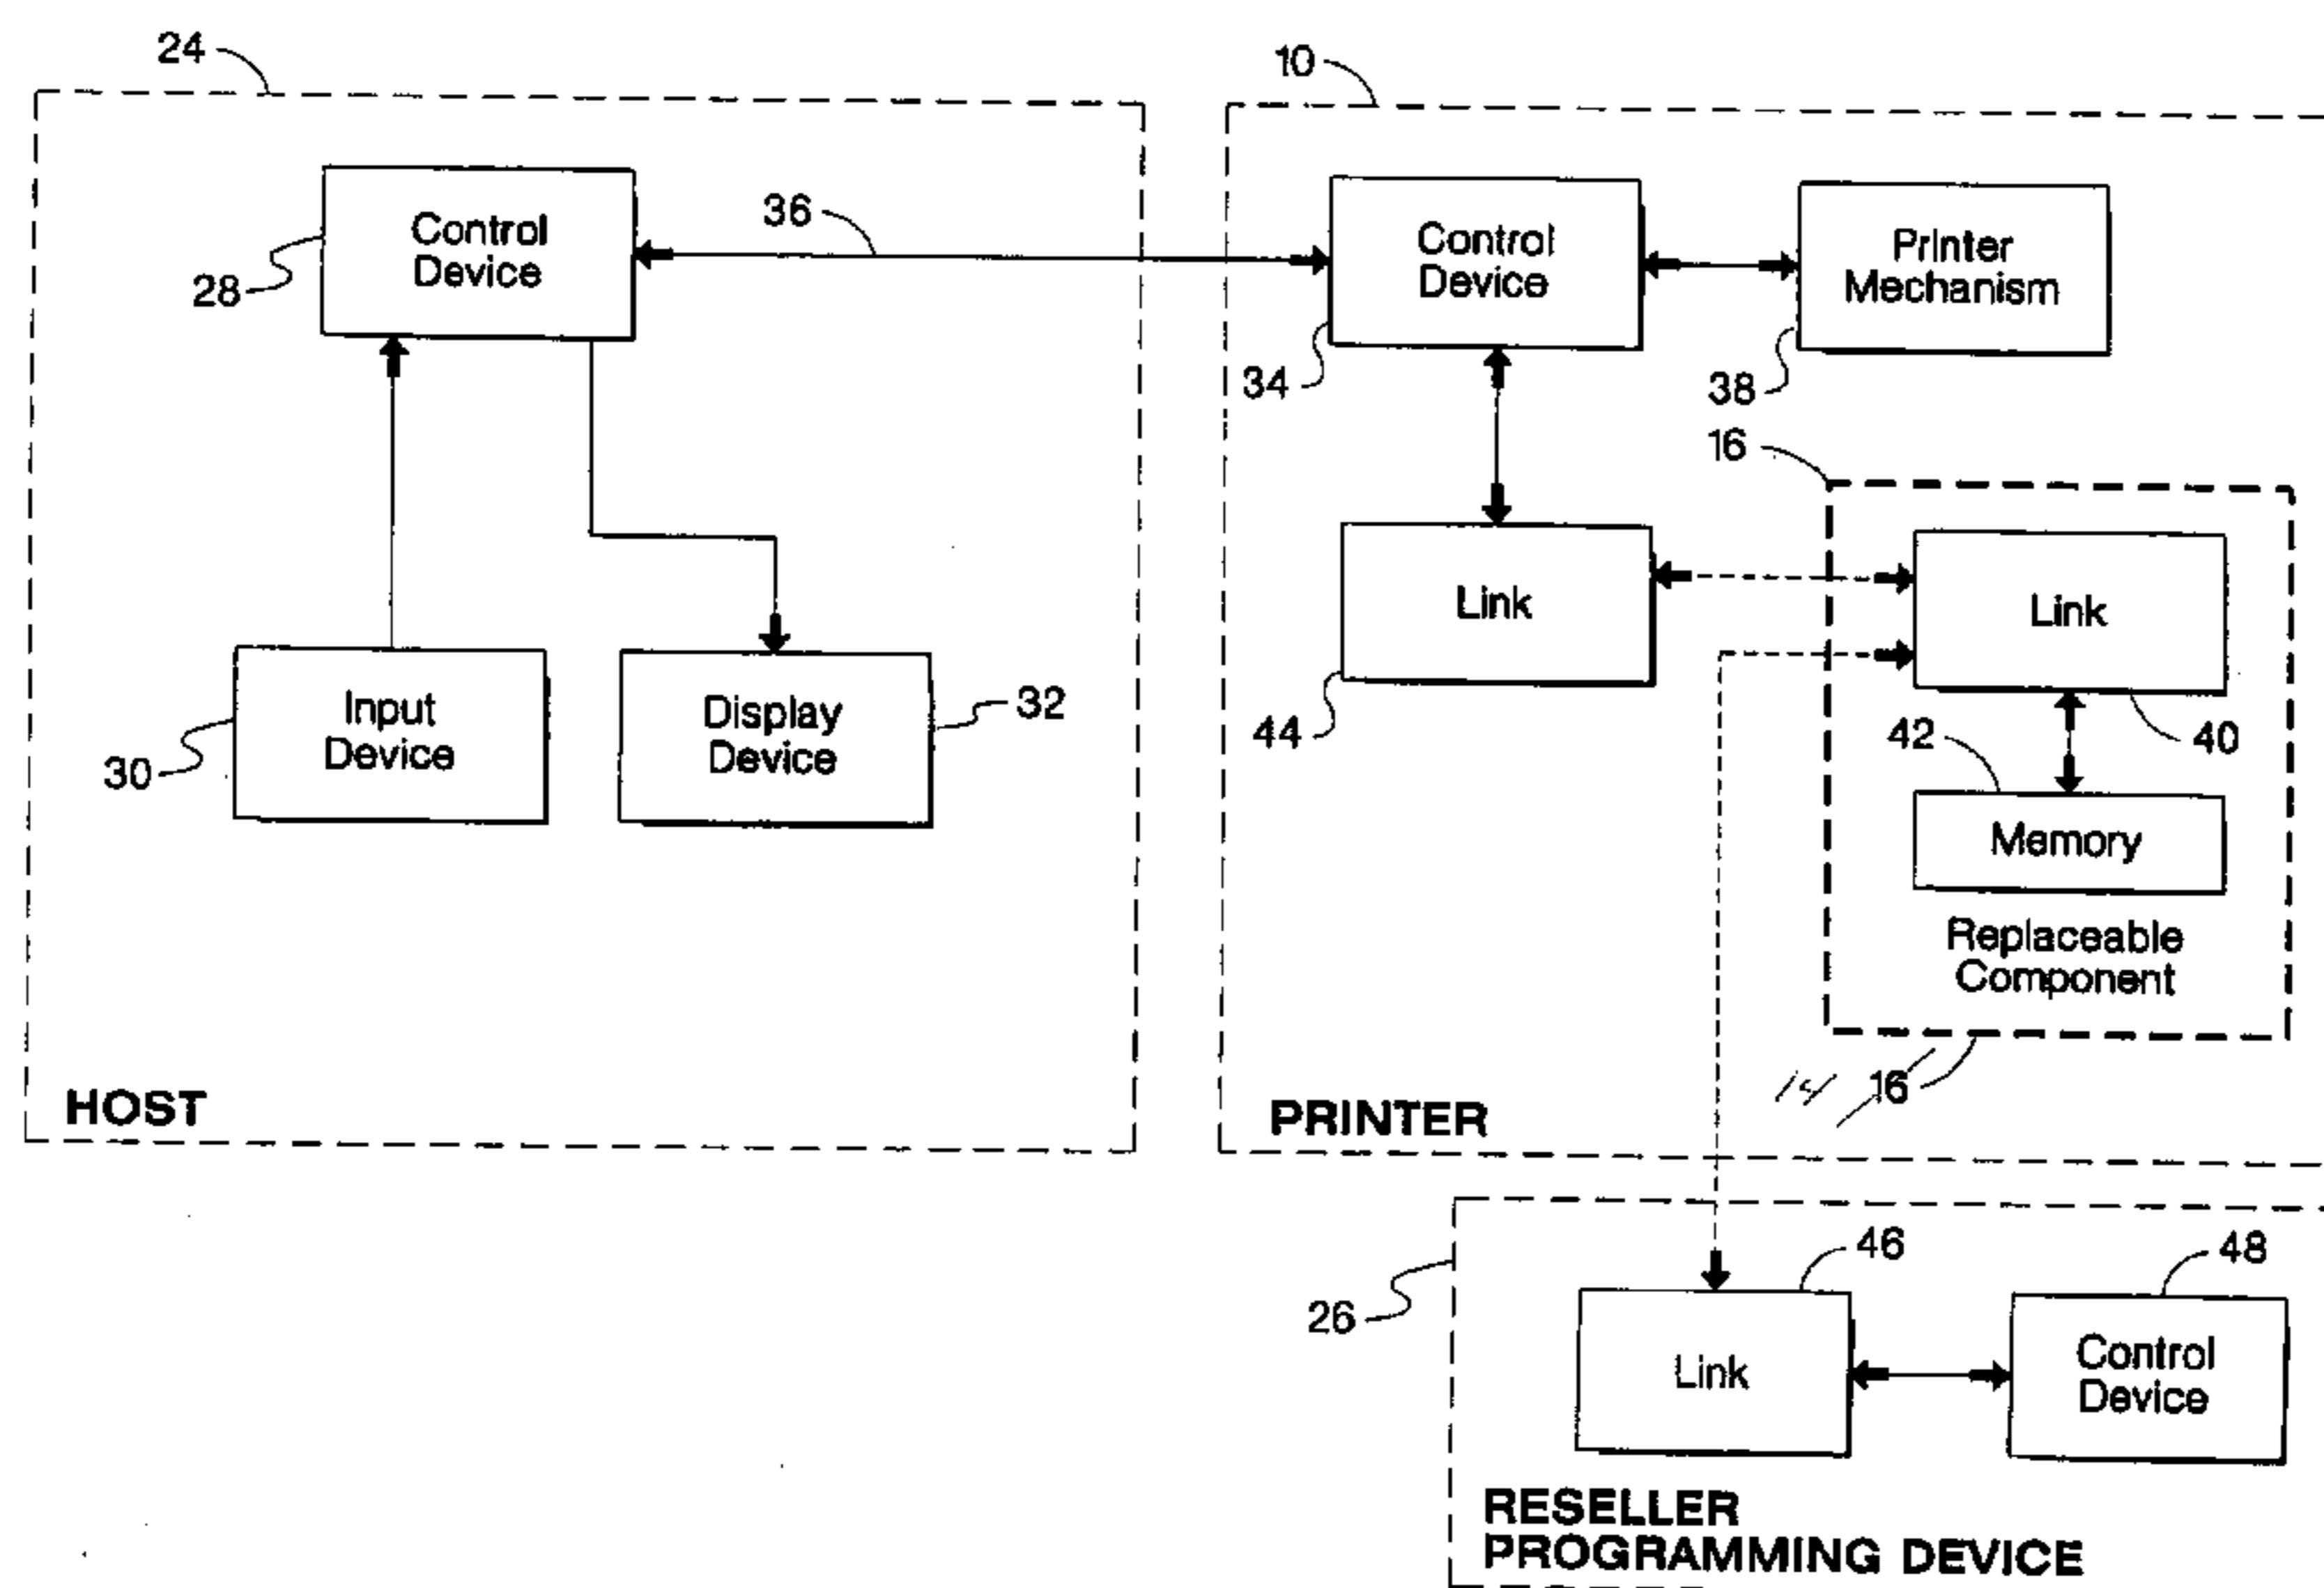 24
10
Control
Device
28
36
Control
Device
34
Printer
Mechanism
38
16
Input
Device
30
Display
Device
32
Link
44
Link
40
42
Memory
Replaceable
Component
16
HOST
PRINTER
26
46
48
Link
Control
Device
RESELLER
PROGRAMMING DEVICE